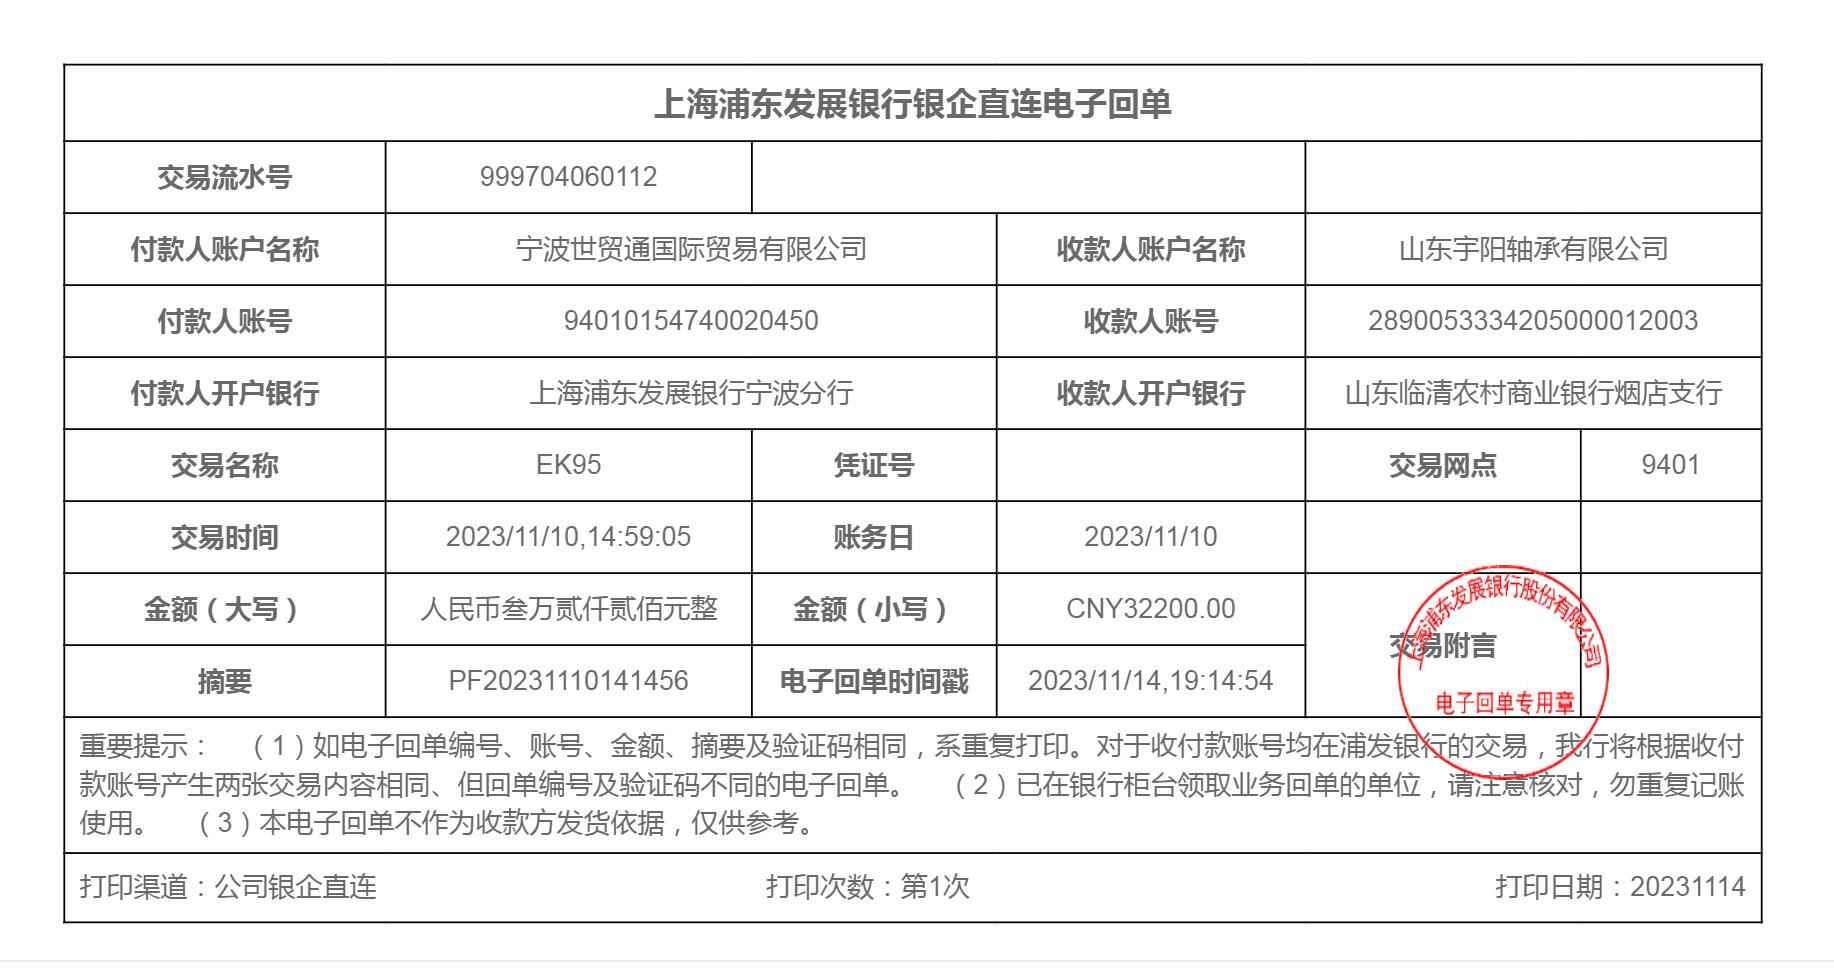 上海浦东发展银行银企直连电子回单
交易流水号 999704060112
付款人账户名称 宁波世贸通国际贸易有限公司 收款人账户名称 山东宇阳轴承有限公司
付款人账号 94010154740020450 收款人账号 2890053334205000012003
付款人开户银行 上海浦东发展银行宁波分行 收款人开户银行 山东临清农村商业银行烟店支行
交易名称 EK95 凭证号 交易网点 9401
交易时间 2023/11/10,14:59:05 账务日 2023/11/10
金额（大写） 人民币叁万贰仟贰佰元整 金额（小写） CNY32200.00
交易附言
摘要 PF20231110141456 电子回单时间戳 2023/11/14,19:14:54
上海浦东发展银行股份有限公司
电子回单专用章
重要提示： （1）如电子回单编号、账号、金额、摘要及验证码相同，系重复打印。对于收付款账号均在浦发银行的交易，我行将根据收付
款账号产生两张交易内容相同、但回单编号及验证码不同的电子回单。 （2）已在银行柜台领取业务回单的单位，请注意核对，勿重复记账
使用。 （3）本电子回单不作为收款方发货依据，仅供参考。
打印渠道：公司银企直连 打印次数：第1次 打印日期：20231114